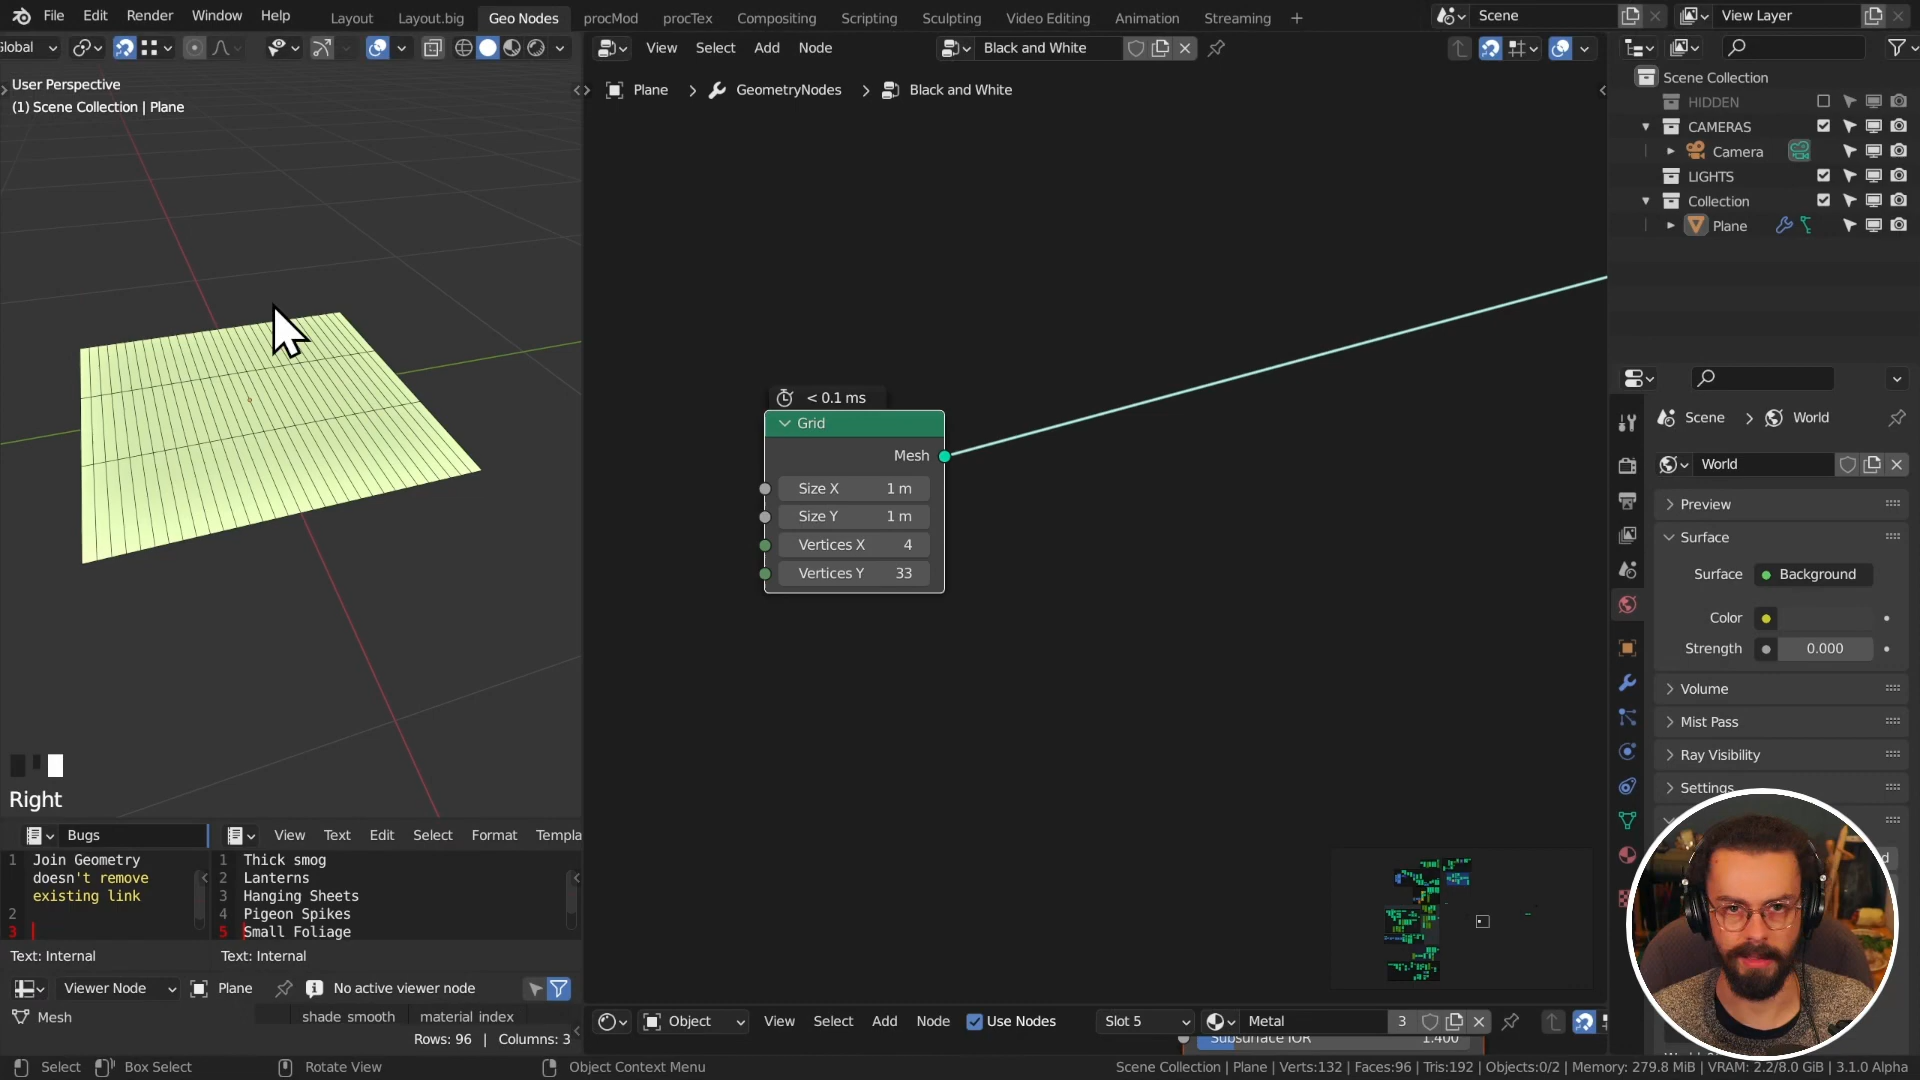 File Edit Render Window Help Layout Layout.big Geo Nodes procMod procTex Compositing Scripting Sculpting Video Editing Animation Streaming + Scene View Layer
Global View Select Add Node Black and White
User Perspective
(1) Scene Collection | Plane
Plane > GeometryNodes > Black and White
Scene Collection
HIDDEN
CAMERAS
Camera
LIGHTS
Collection
Plane
< 0.1 ms
Grid
Mesh
Size X 1 m
Size Y 1 m
Vertices X 4
Vertices Y 33
Scene > World
World
Preview
Surface
Surface Background
Color
Strength 0.000
Volume
Mist Pass
Ray Visibility
Settings
Right
Bugs
1 Join Geometry
doesn't remove
existing link
2
3
Text: Internal
View Text Edit Select Format Templa
1 Thick smog
2 Lanterns
3 Hanging Sheets
4 Pigeon Spikes
5 Small Foliage
Text: Internal
Viewer Node Plane No active viewer node
Mesh shade smooth material index
Rows: 96 | Columns: 3
Object View Select Add Node Use Nodes Slot 5 Metal 3
Subsurface IOR 1.400
Select Box Select Rotate View Object Context Menu
Scene Collection | Plane | Verts:132 | Faces:96 | Tris:192 | Objects:0/2 | Memory: 279.8 MiB | VRAM: 2.2/8.0 GiB | 3.1.0 Alpha